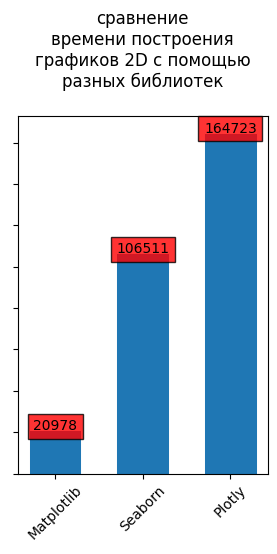 сравнение
времени построения
графиков 2D с помощью
разных библиотек
164723
106511
20978
Matplotlib
Seaborn
Plotly